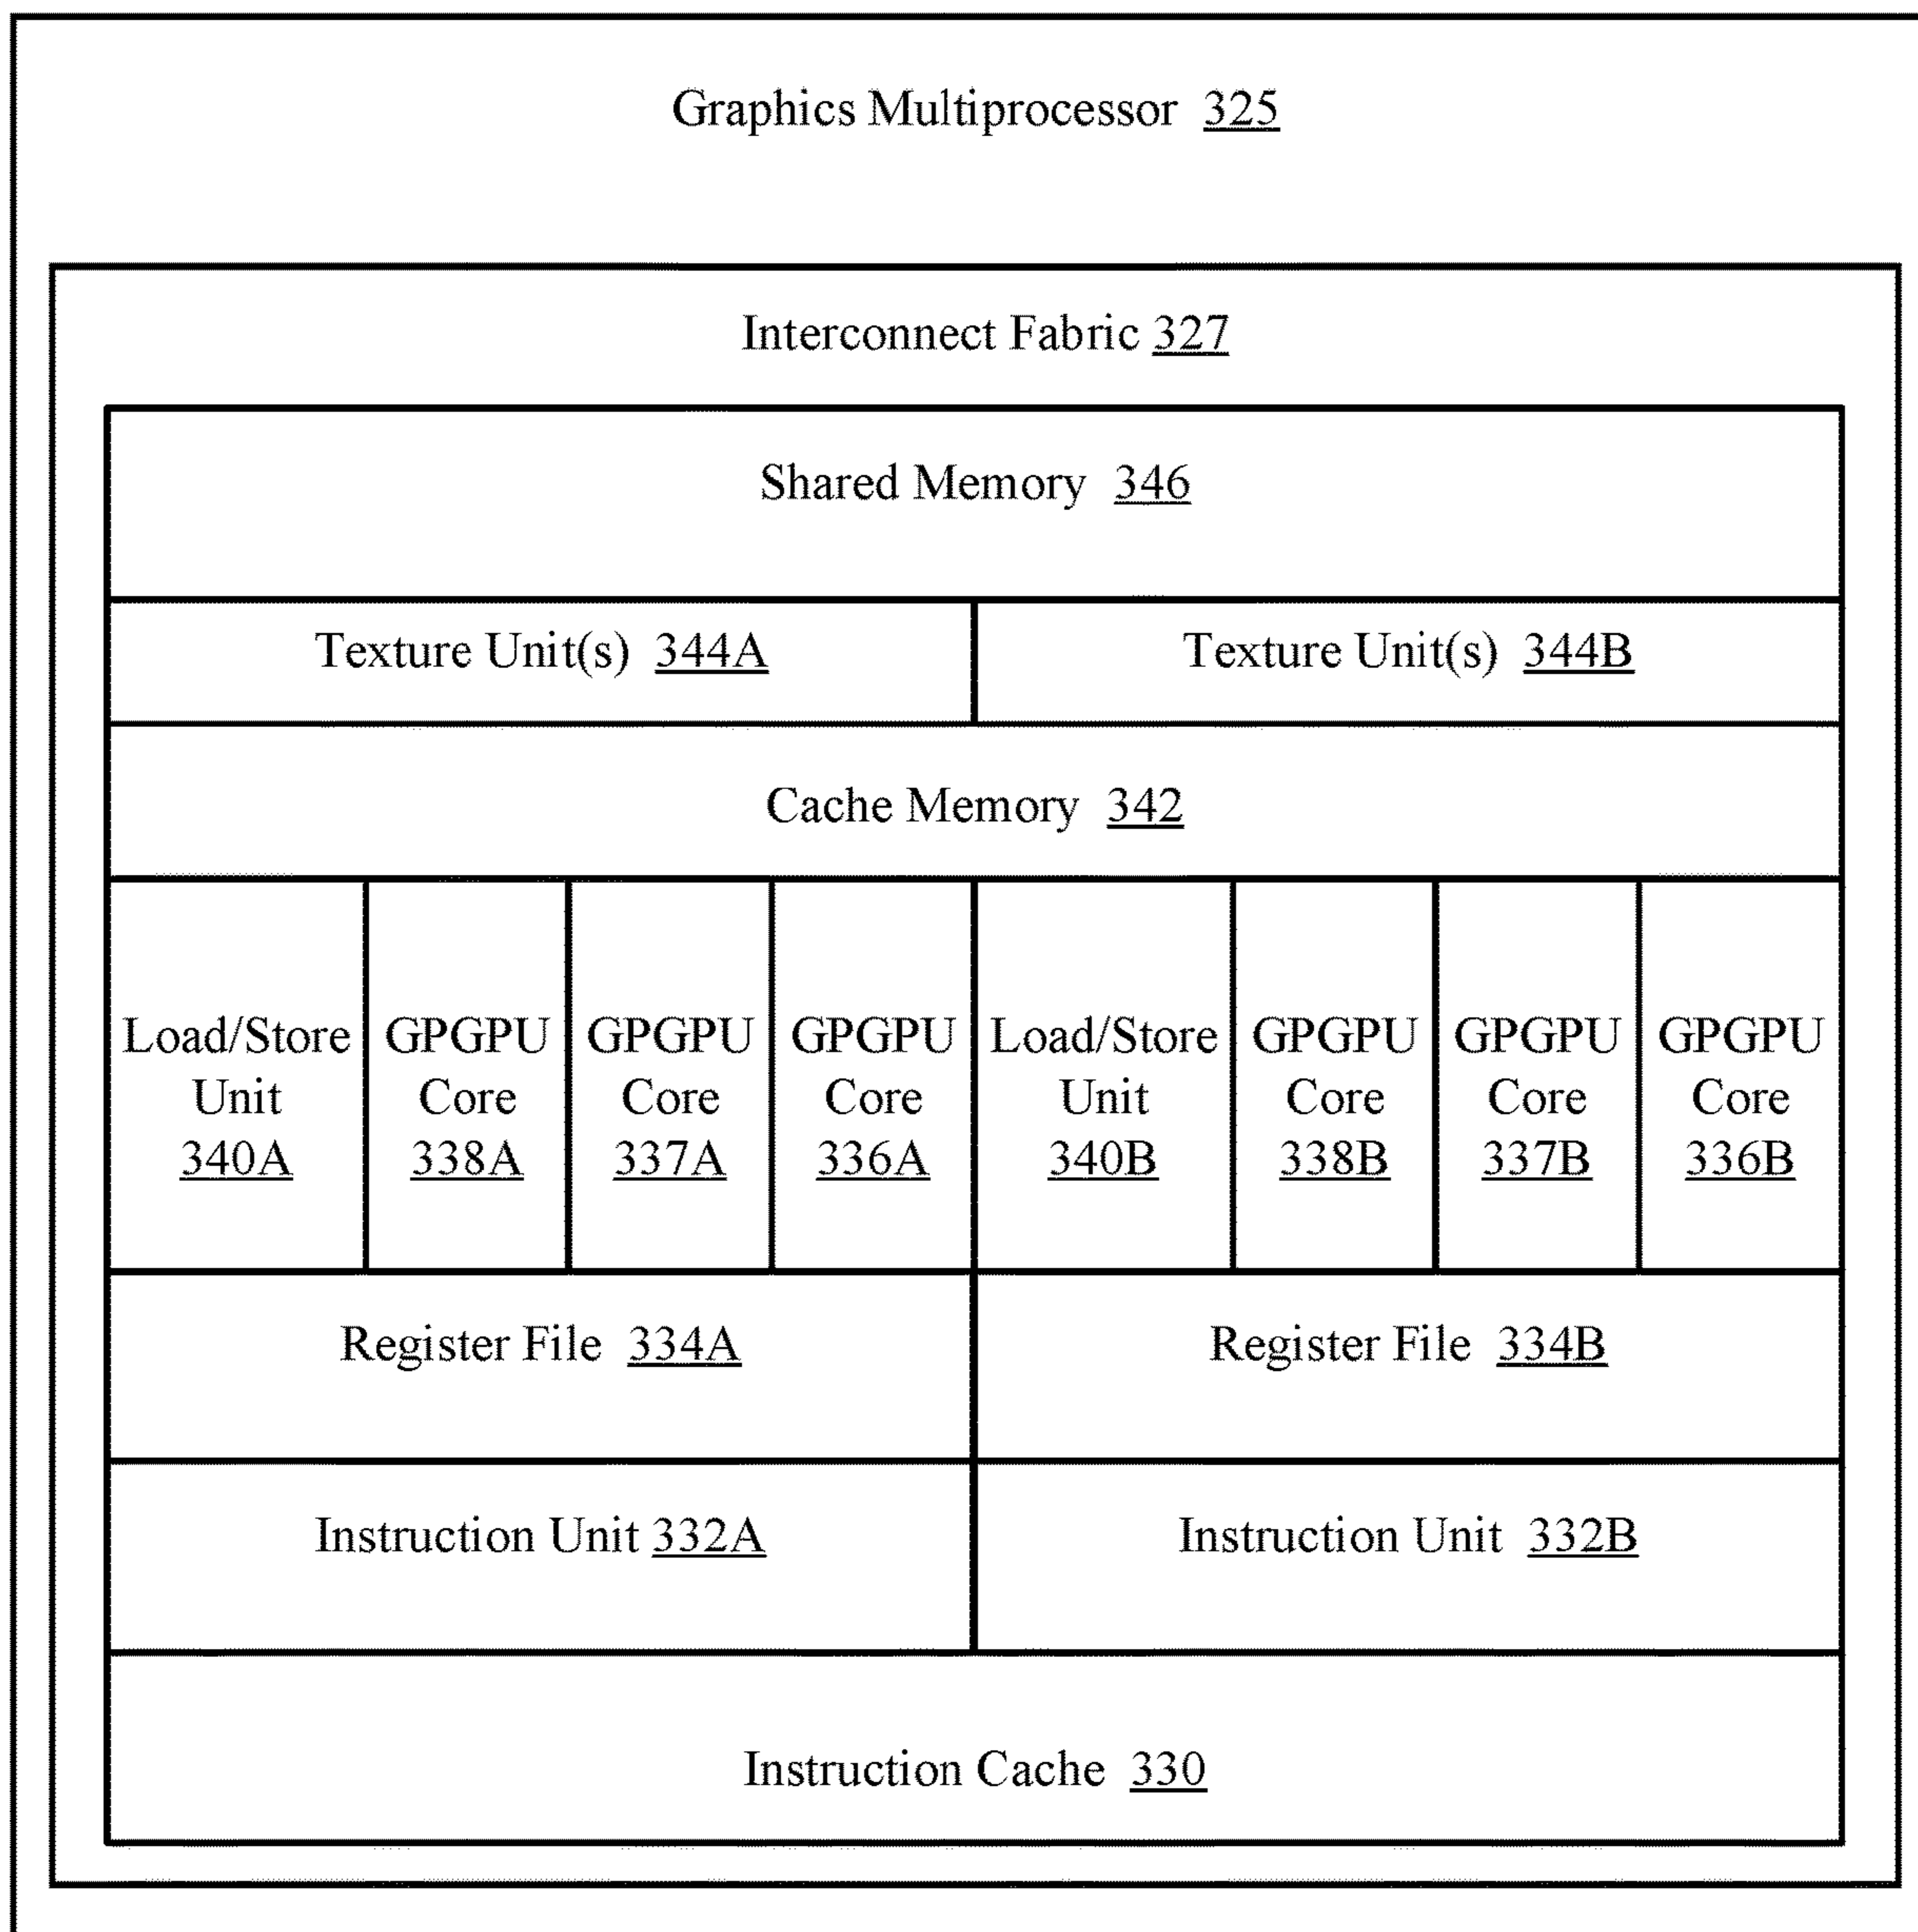 Graphics Multiprocessor 325
Interconnect Fabric 327
Shared Memory 346
Texture Unit(s) 344A
Texture Unit(s) 344B
Cache Memory 342
Load/Store
Unit
340A
GPGPU
Core
338A
GPGPU
Core
337A
GPGPU
Core
336A
Load/Store
Unit
340B
GPGPU
Core
338B
GPGPU
Core
337B
GPGPU
Core
336B
Register File 334A
Register File 334B
Instruction Unit 332A
Instruction Unit 332B
Instruction Cache 330